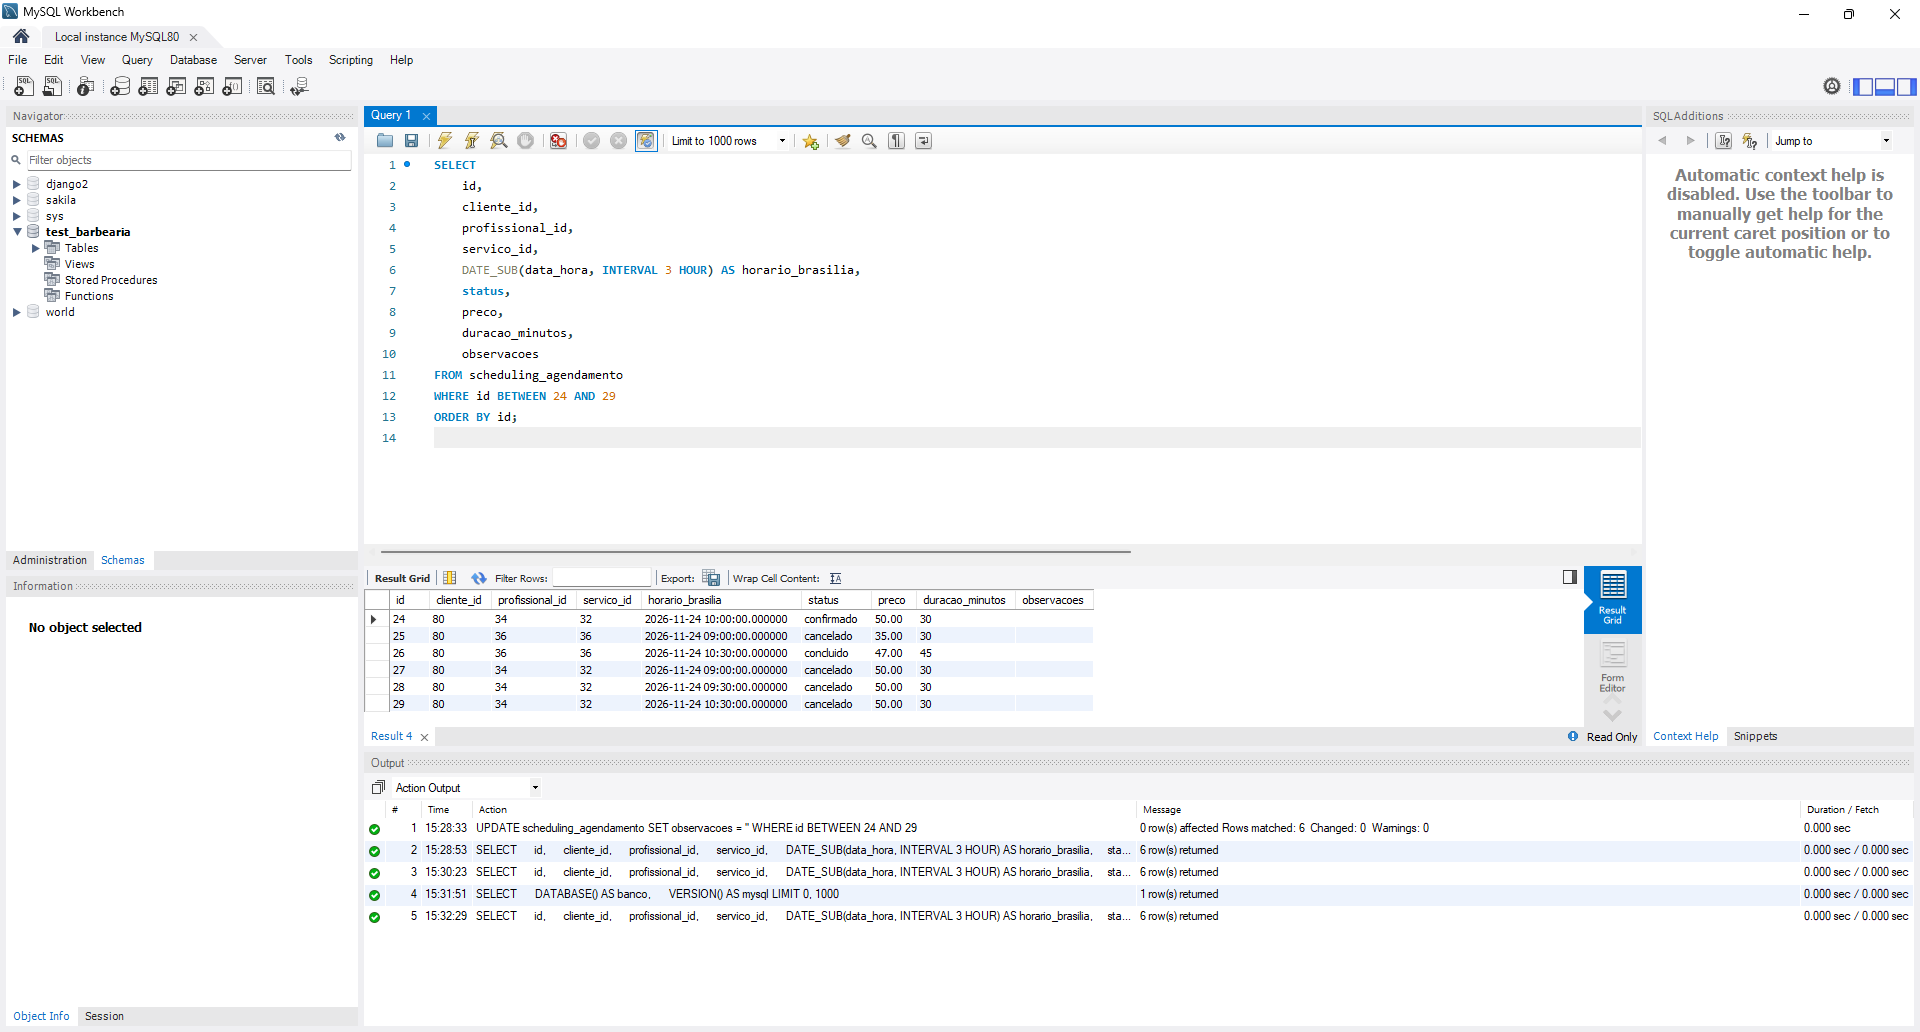 MySQL Workbench
Local instance MySQL80
File Edit View Query Database Server Tools Scripting Help
Navigator
SCHEMAS
Filter objects
django2
sakila
sys
test_barbearia
Tables
Views
Stored Procedures
Functions
world
Administration Schemas
Information
No object selected
Object Info Session
Query 1
Limit to 1000 rows
1 SELECT
2 id,
3 cliente_id,
4 profissional_id,
5 servico_id,
6 DATE_SUB(data_hora, INTERVAL 3 HOUR) AS horario_brasilia,
7 status,
8 preco,
9 duracao_minutos,
10 observacoes
11 FROM scheduling_agendamento
12 WHERE id BETWEEN 24 AND 29
13 ORDER BY id;
14
Result Grid Filter Rows: Export: Wrap Cell Content:
id cliente_id profissional_id servico_id horario_brasilia status preco duracao_minutos observacoes
24 80 34 32 2026-11-24 10:00:00.000000 confirmado 50.00 30
25 80 36 36 2026-11-24 09:00:00.000000 cancelado 35.00 30
26 80 36 36 2026-11-24 10:30:00.000000 concluido 47.00 45
27 80 34 32 2026-11-24 09:00:00.000000 cancelado 50.00 30
28 80 34 32 2026-11-24 09:30:00.000000 cancelado 50.00 30
29 80 34 32 2026-11-24 10:30:00.000000 cancelado 50.00 30
Result
Grid
Form
Editor
Result 4
Read Only
Output
Action Output
# Time Action Message Duration / Fetch
1 15:28:33 UPDATE scheduling_agendamento SET observacoes = '' WHERE id BETWEEN 24 AND 29 0 row(s) affected Rows matched: 6 Changed: 0 Warnings: 0 0.000 sec
2 15:28:53 SELECT id, cliente_id, profissional_id, servico_id, DATE_SUB(data_hora, INTERVAL 3 HOUR) AS horario_brasilia, sta... 6 row(s) returned 0.000 sec / 0.000 sec
3 15:30:23 SELECT id, cliente_id, profissional_id, servico_id, DATE_SUB(data_hora, INTERVAL 3 HOUR) AS horario_brasilia, sta... 6 row(s) returned 0.000 sec / 0.000 sec
4 15:31:51 SELECT DATABASE() AS banco, VERSION() AS mysql LIMIT 0, 1000 1 row(s) returned 0.000 sec / 0.000 sec
5 15:32:29 SELECT id, cliente_id, profissional_id, servico_id, DATE_SUB(data_hora, INTERVAL 3 HOUR) AS horario_brasilia, sta... 6 row(s) returned 0.000 sec / 0.000 sec
SQLAdditions
Jump to
Automatic context help is
disabled. Use the toolbar to
manually get help for the
current caret position or to
toggle automatic help.
Context Help Snippets